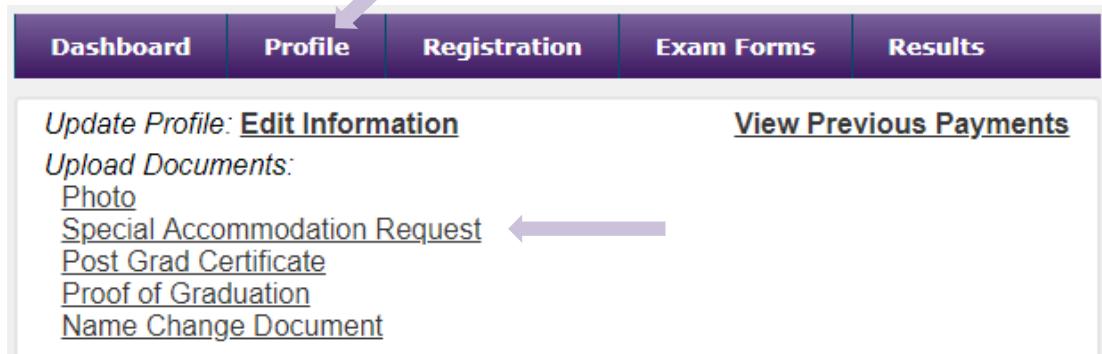 Dashboard Profile Registration Exam Forms Results
Update Profile: Edit Information View Previous Payments
Upload Documents:
Photo
Special Accommodation Request
Post Grad Certificate
Proof of Graduation
Name Change Document